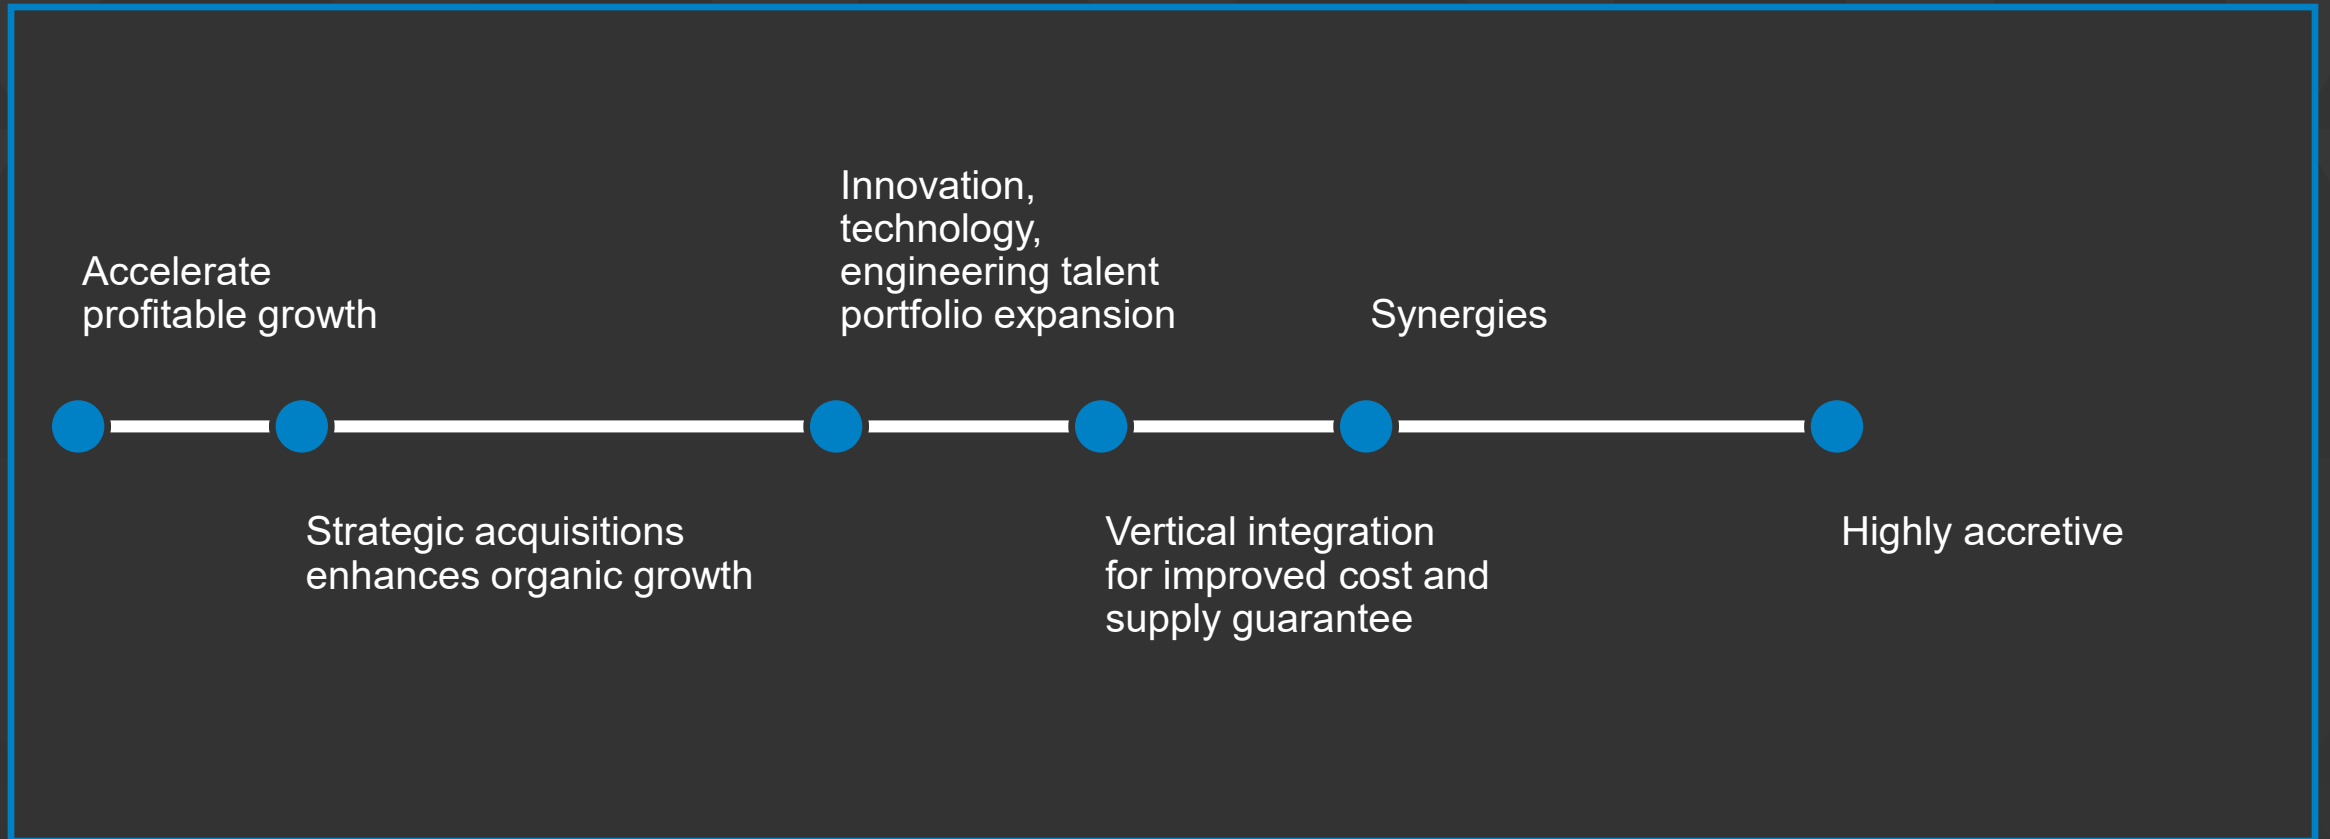 Accelerate
profitable growth
Strategic acquisitions
enhances organic growth
Innovation,
technology,
engineering talent
portfolio expansion
Vertical integration
for improved cost and
supply guarantee
Synergies
Highly accretive